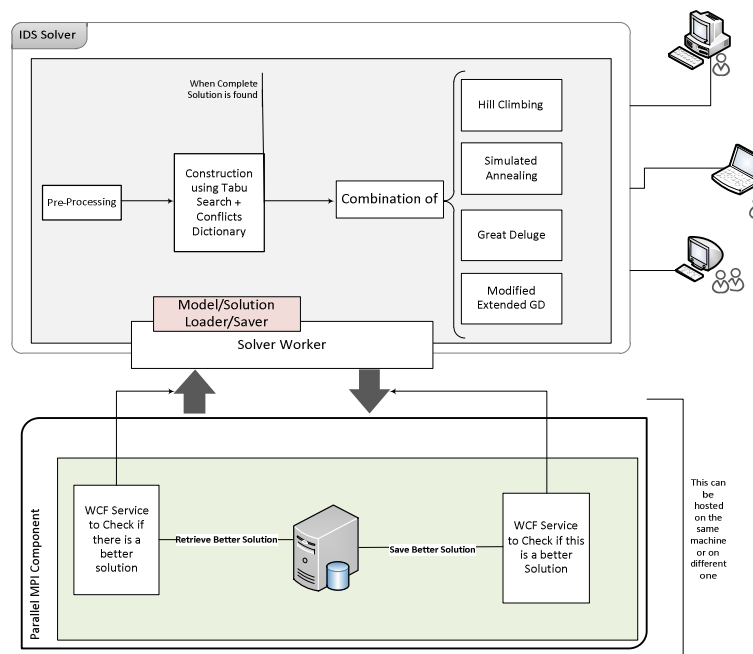 IDS Solver
When Complete
Solution is found
Pre-Processing
Construction
using Tabu
Search +
Conflicts
Dictionary
Combination of
Hill Climbing
Simulated
Annealing
Great Deluge
Modified
Extended GD
Model/Solution
Loader/Saver
Solver Worker
Parallel MPI Component
WCF Service
to Check if
there is a
better
solution
Retrieve Better Solution
Save Better Solution
WCF Service
to Check if this
is a better
Solution
This can
be
hosted
on the
same
machine
or on
different
one